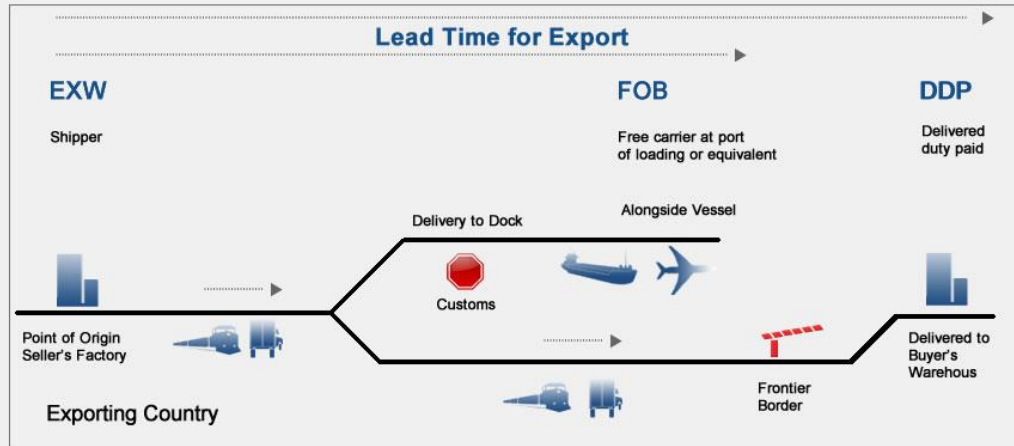 Lead Time for Export
EXW
FOB
DDP
Shipper
Free carrier at port
of loading or equivalent
Delivered
duty paid
Delivery to Dock
Alongside Vessel
Customs
Point of Origin
Seller's Factory
Delivered to
Buyer's
Warehous
Frontier
Border
Exporting Country